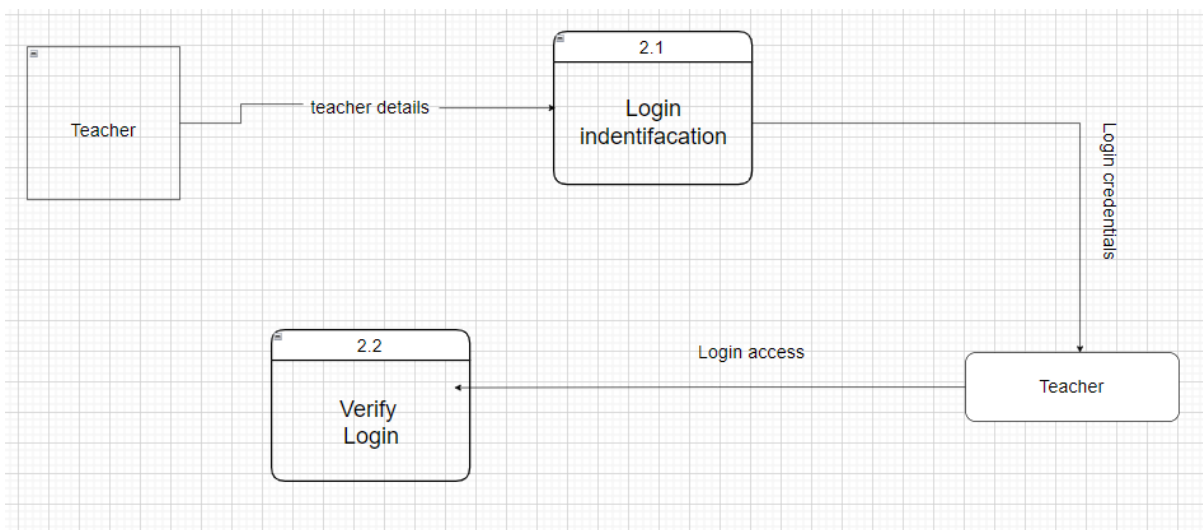 2.1
Teacher
teacher details
Login
indentifacation
Login credentials
2.2
Login access
Verify
Login
Teacher